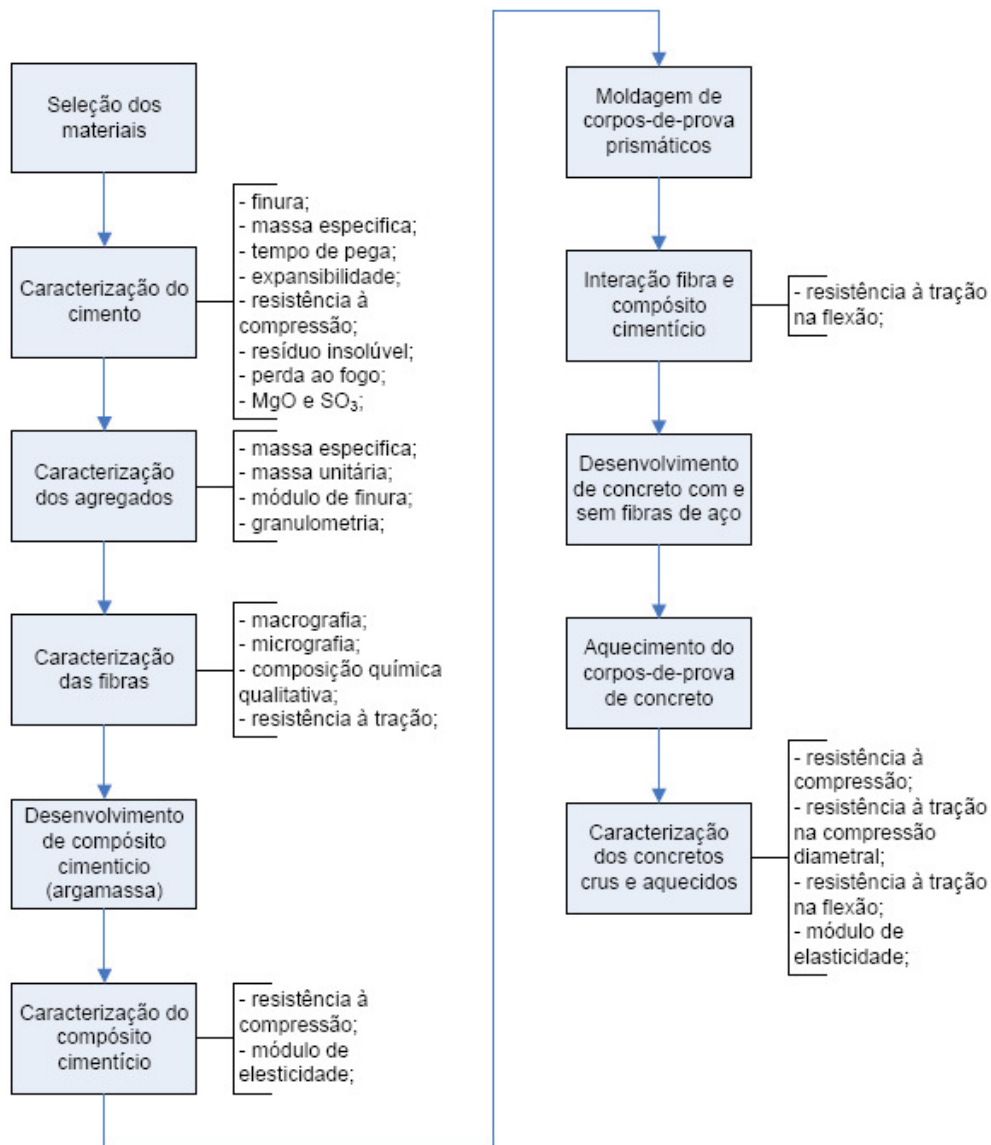 Seleção dos
materiais
Caracterização do
cimento
- finura;
- massa especifica;
- tempo de pega;
- expansibilidade;
- resistência à
compressão;
- resíduo insolúvel;
- perda ao fogo;
- MgO e SO₃;
Caracterização
dos agregados
- massa especifica;
- massa unitária;
- módulo de finura;
- granulometria;
Caracterização
das fibras
- macrografia;
- micrografia;
- composição química
qualitativa;
- resistência à tração;
Desenvolvimento
de compósito
cimenticio
(argamassa)
Caracterização do
compósito
cimentício
- resistência à
compressão;
- módulo de
elesticidade;
Moldagem de
corpos-de-prova
prismáticos
Interação fibra e
compósito
cimentício
- resistência à tração
na flexão;
Desenvolvimento
de concreto com e
sem fibras de aço
Aquecimento do
corpos-de-prova
de concreto
Caracterização
dos concretos
crus e aquecidos
- resistência à
compressão;
- resistência à tração
na compressão
diametral;
- resistência à tração
na flexão;
- módulo de
elasticidade;